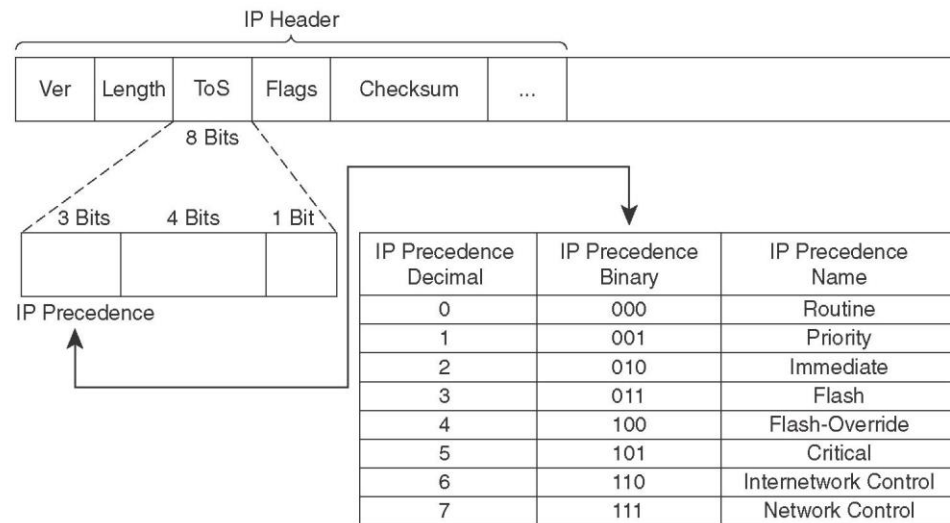 IP Header
Ver Length ToS Flags Checksum ...
8 Bits
3 Bits 4 Bits 1 Bit
IP Precedence
IP Precedence Decimal IP Precedence Binary IP Precedence Name
0 000 Routine
1 001 Priority
2 010 Immediate
3 011 Flash
4 100 Flash-Override
5 101 Critical
6 110 Internetwork Control
7 111 Network Control